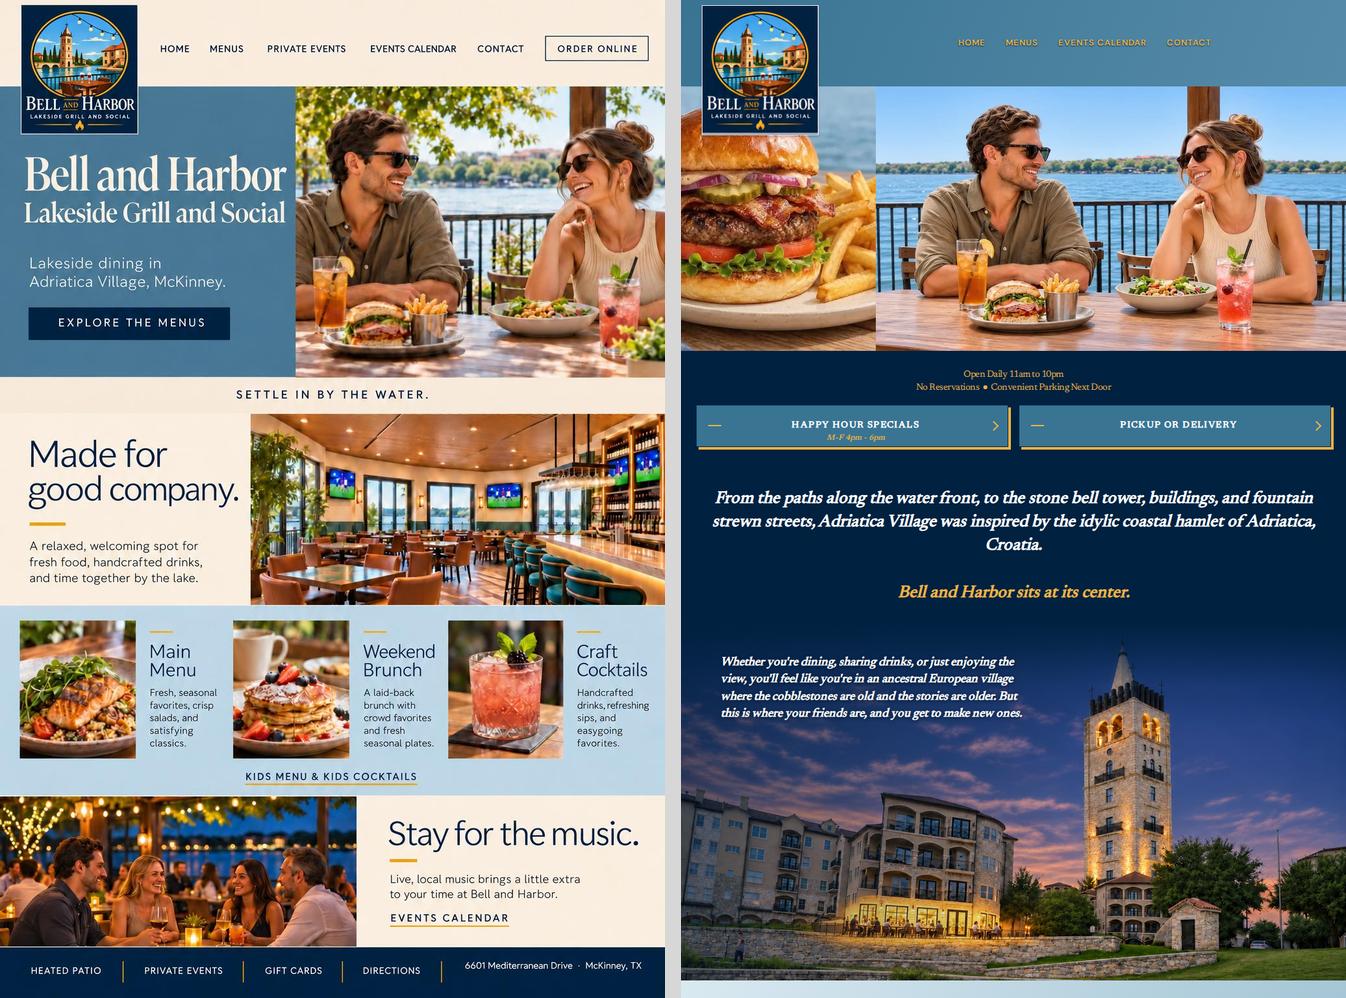 BELL AND HARBOR
LAKESIDE GRILL AND SOCIAL
HOME MENUS PRIVATE EVENTS EVENTS CALENDAR CONTACT ORDER ONLINE
Bell and Harbor
Lakeside Grill and Social
Lakeside dining in
Adriatica Village, McKinney.
EXPLORE THE MENUS
SETTLE IN BY THE WATER.
Made for
good company.
A relaxed, welcoming spot for
fresh food, handcrafted drinks,
and time together by the lake.
Main
Menu
Fresh, seasonal
favorites, crisp
salads, and
satisfying
classics.
Weekend
Brunch
A laid-back
brunch with
crowd favorites
and fresh
seasonal plates.
Craft
Cocktails
Handcrafted
drinks, refreshing
sips, and
easygoing
favorites.
KIDS MENU & KIDS COCKTAILS
Stay for the music.
Live, local music brings a little extra
to your time at Bell and Harbor.
EVENTS CALENDAR
HEATED PATIO PRIVATE EVENTS GIFT CARDS DIRECTIONS 6601 Mediterranean Drive · McKinney, TX
BELL AND HARBOR
LAKESIDE GRILL AND SOCIAL
HOME MENUS EVENTS CALENDAR CONTACT
Open Daily 11am to 10pm
No Reservations ● Convenient Parking Next Door
HAPPY HOUR SPECIALS
M-F 4pm - 6pm
PICKUP OR DELIVERY
From the paths along the water front, to the stone bell tower, buildings, and fountain
strewn streets, Adriatica Village was inspired by the idylic coastal hamlet of Adriatica,
Croatia.
Bell and Harbor sits at its center.
Whether you're dining, sharing drinks, or just enjoying the
view, you'll feel like you're in an ancestral European village
where the cobblestones are old and the stories are older. But
this is where your friends are, and you get to make new ones.